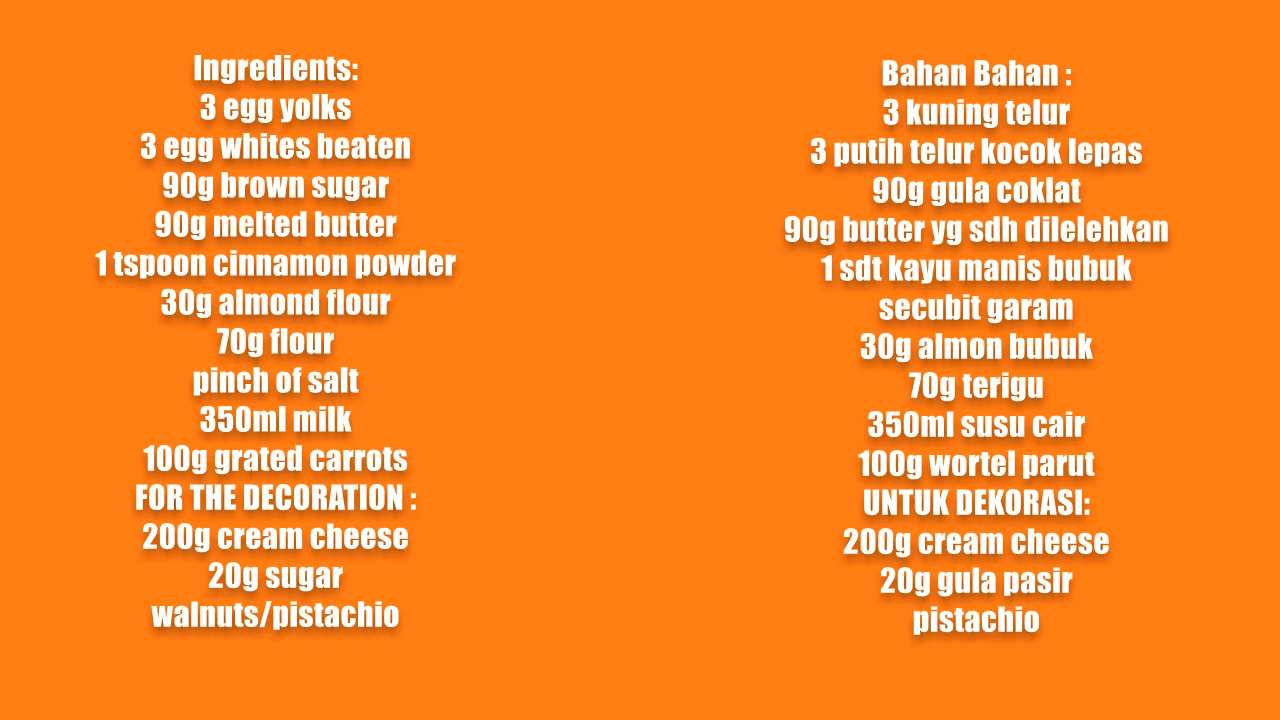 Ingredients:
3 egg yolks
3 egg whites beaten
90g brown sugar
90g melted butter
1 tspoon cinnamon powder
30g almond flour
70g flour
pinch of salt
350ml milk
100g grated carrots
FOR THE DECORATION :
200g cream cheese
20g sugar
walnuts/pistachio
Bahan Bahan :
3 kuning telur
3 putih telur kocok lepas
90g gula coklat
90g butter yg sdh dilelehkan
1 sdt kayu manis bubuk
secubit garam
30g almon bubuk
70g terigu
350ml susu cair
100g wortel parut
UNTUK DEKORASI:
200g cream cheese
20g gula pasir
pistachio